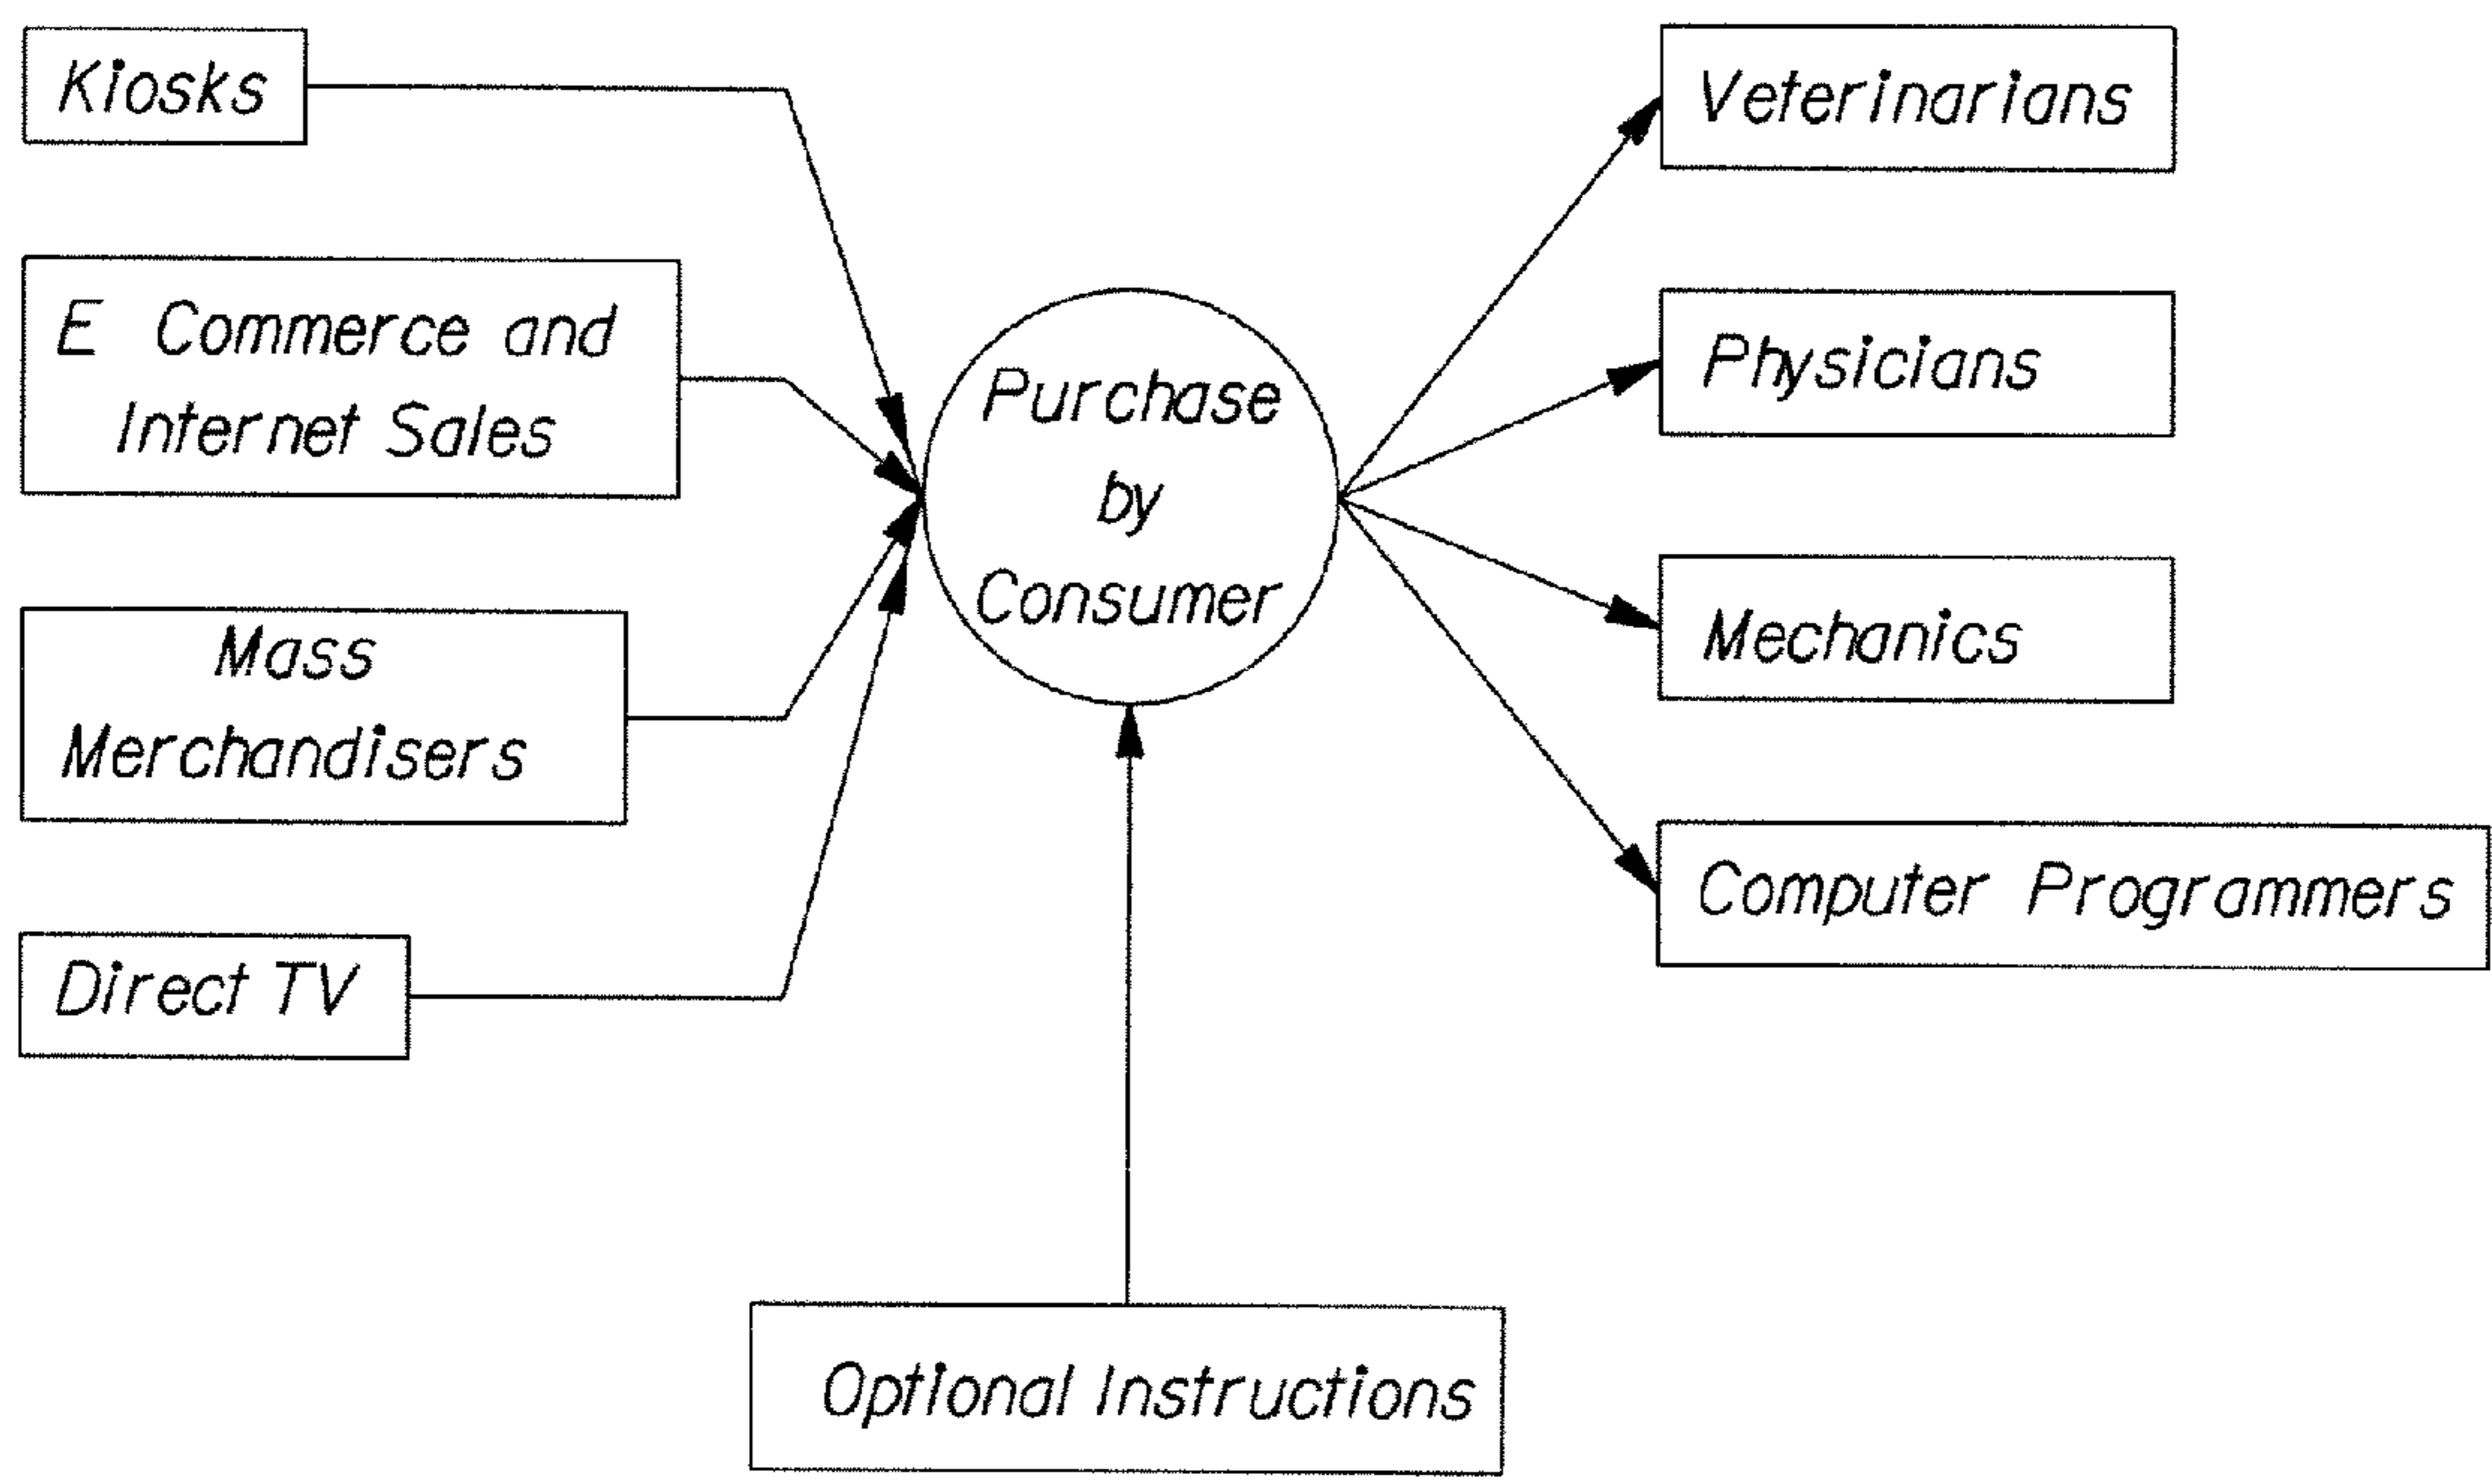 Kiosks
E Commerce and
Internet Sales
Mass
Merchandisers
Direct TV
Purchase
by
Consumer
Veterinarians
Physicians
Mechanics
Computer Programmers
Optional Instructions